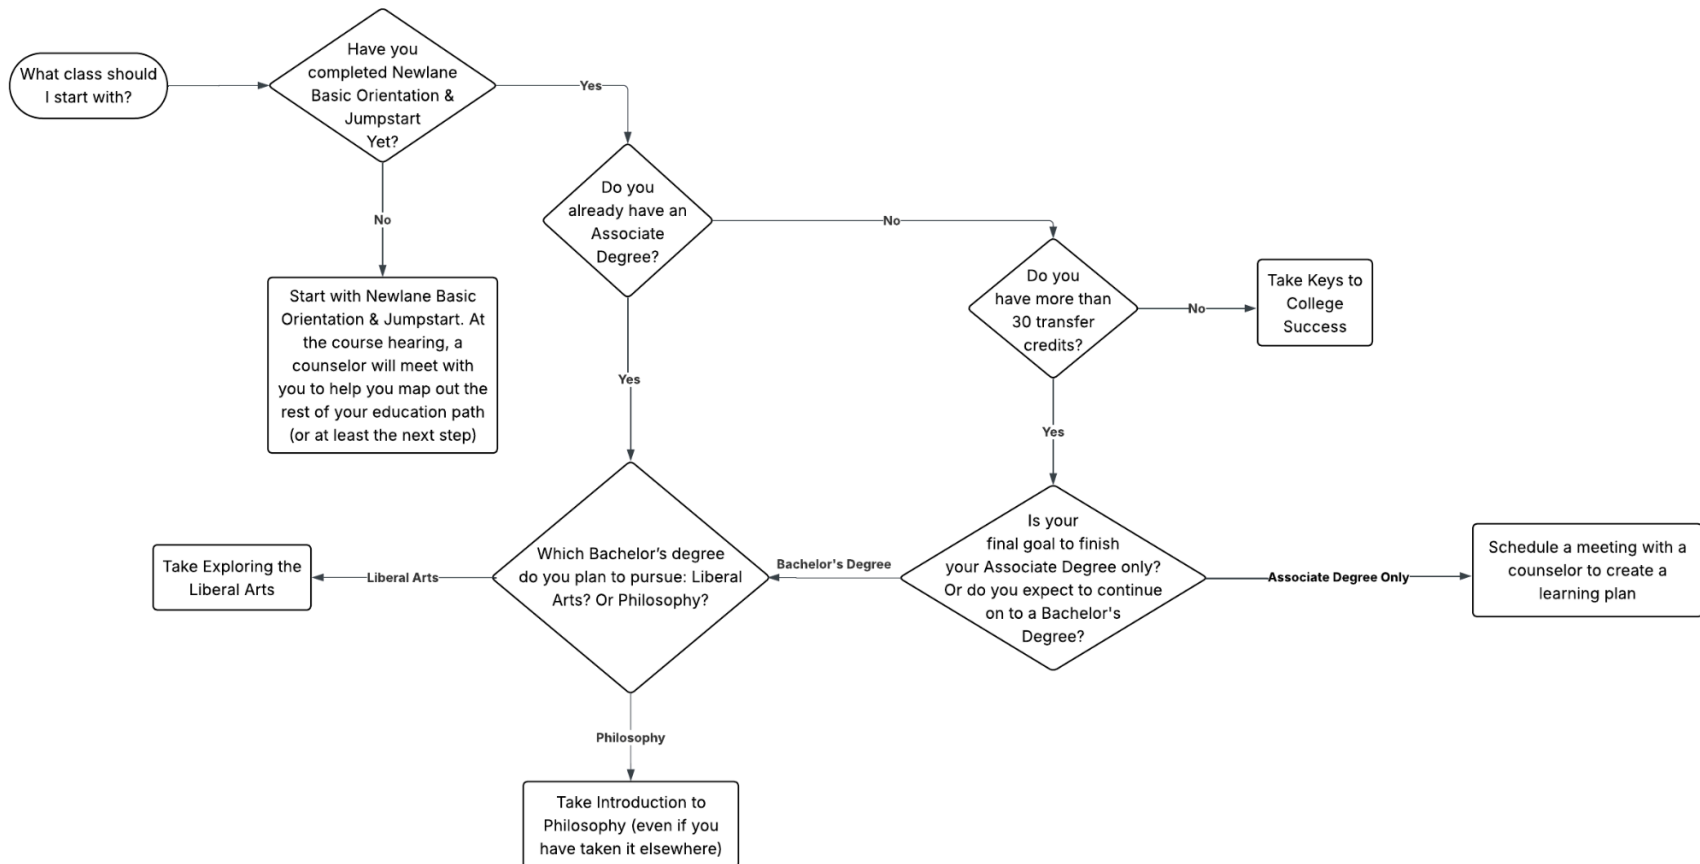 What class should
I start with?
Have you
completed Newlane
Basic Orientation &
Jumpstart
Yet?
Yes
No
Start with Newlane Basic
Orientation & Jumpstart. At
the course hearing, a
counselor will meet with
you to help you map out the
rest of your education path
(or at least the next step)
Do you
already have an
Associate
Degree?
No
Yes
Do you
have more than
30 transfer
credits?
No
Take Keys to
College
Success
Yes
Is your
final goal to finish
your Associate Degree only?
Or do you expect to continue
on to a Bachelor's
Degree?
Associate Degree Only
Schedule a meeting with a
counselor to create a
learning plan
Bachelor's Degree
Which Bachelor’s degree
do you plan to pursue: Liberal
Arts? Or Philosophy?
Liberal Arts
Take Exploring the
Liberal Arts
Philosophy
Take Introduction to
Philosophy (even if you
have taken it elsewhere)